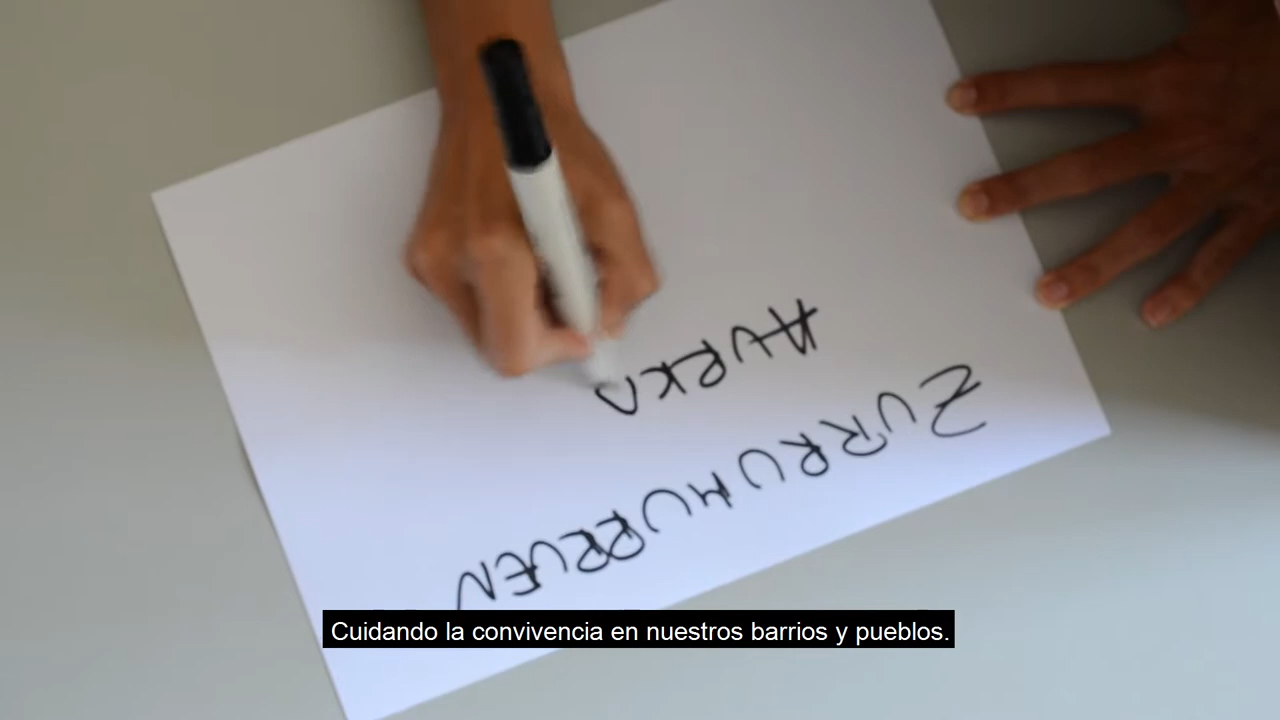 ZURRUMURRUEN
AURKA
Cuidando la convivencia en nuestros barrios y pueblos.